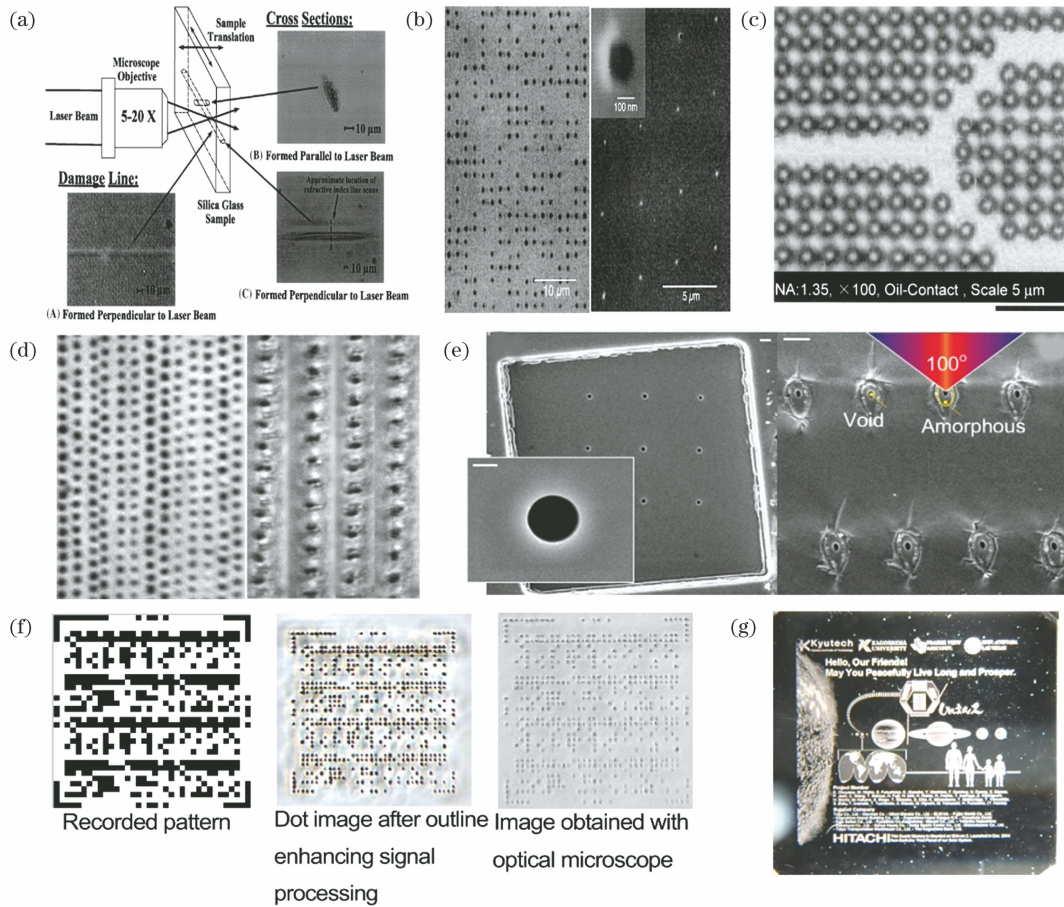 (a)
Cross Sections:
Sample
Translation
Microscope
Objective
Laser Beam
5-20 X
10 μm
(B) Formed Parallel to Laser Beam
Damage Line:
Silica Glass
Sample
Approximate location of
refractive index line scans
10 μm
10 μm
(C) Formed Perpendicular to Laser Beam
(A) Formed Perpendicular to Laser Beam
(b)
100 nm
10 μm
5 μm
(c)
NA:1.35, ×100, Oil-Contact , Scale 5 μm
(d)
(e)
100°
Void
Amorphous
(f)
Recorded pattern
Dot image after outline
enhancing signal
processing
Image obtained with
optical microscope
(g)
Kyutech
KAGOSHIMA
UNIVERSITY
Hello, Our Friends!
May You Peacefully Live Long and Prosper.
Project Member
HITACHI